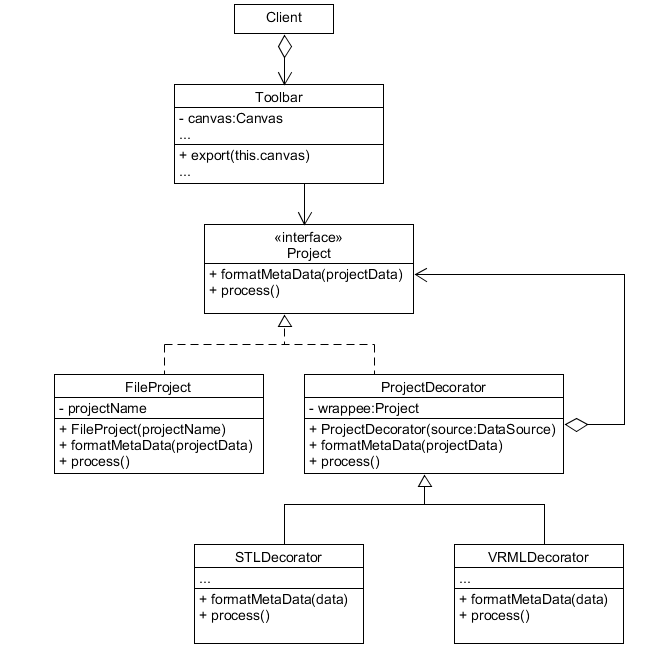 Client
Toolbar
- canvas:Canvas
...
+ export(this.canvas)
...
«interface»
Project
+ formatMetaData(projectData)
+ process()
FileProject
- projectName
+ FileProject(projectName)
+ formatMetaData(projectData)
+ process()
ProjectDecorator
- wrappee:Project
+ ProjectDecorator(source:DataSource)
+ formatMetaData(projectData)
+ process()
STLDecorator
...
+ formatMetaData(data)
+ process()
VRMLDecorator
...
+ formatMetaData(data)
+ process()